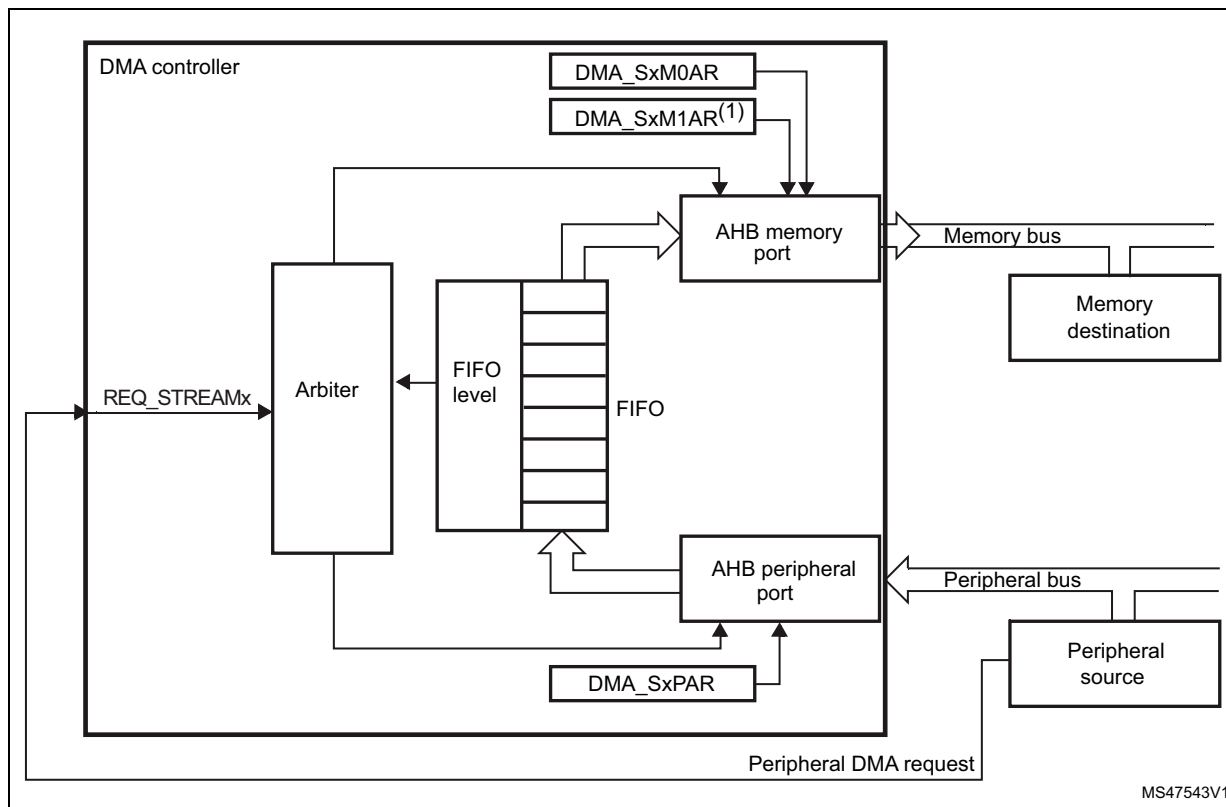 DMA controller
DMA_SxM0AR
DMA_SxM1AR(1)
AHB memory
port
Memory bus
Memory
destination
REQ_STREAMx
Arbiter
FIFO
level
FIFO
AHB peripheral
port
Peripheral bus
Peripheral
source
DMA_SxPAR
Peripheral DMA request
MS47543V1